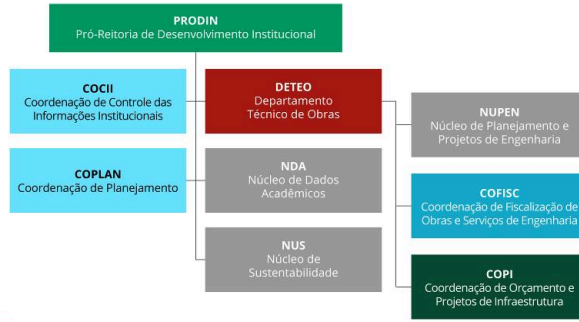 PRODIN
Pró-Reitoria de Desenvolvimento Institucional
COCII
Coordenação de Controle das
Informações Institucionais
DETEO
Departamento
Técnico de Obras
NUPEN
Núcleo de Planejamento e
Projetos de Engenharia
COPLAN
Coordenação de Planejamento
NDA
Núcleo de Dados
Acadêmicos
COFISC
Coordenação de Fiscalização de
Obras e Serviços de Engenharia
NUS
Núcleo de
Sustentabilidade
COPI
Coordenação de Orçamento e
Projetos de Infraestrutura